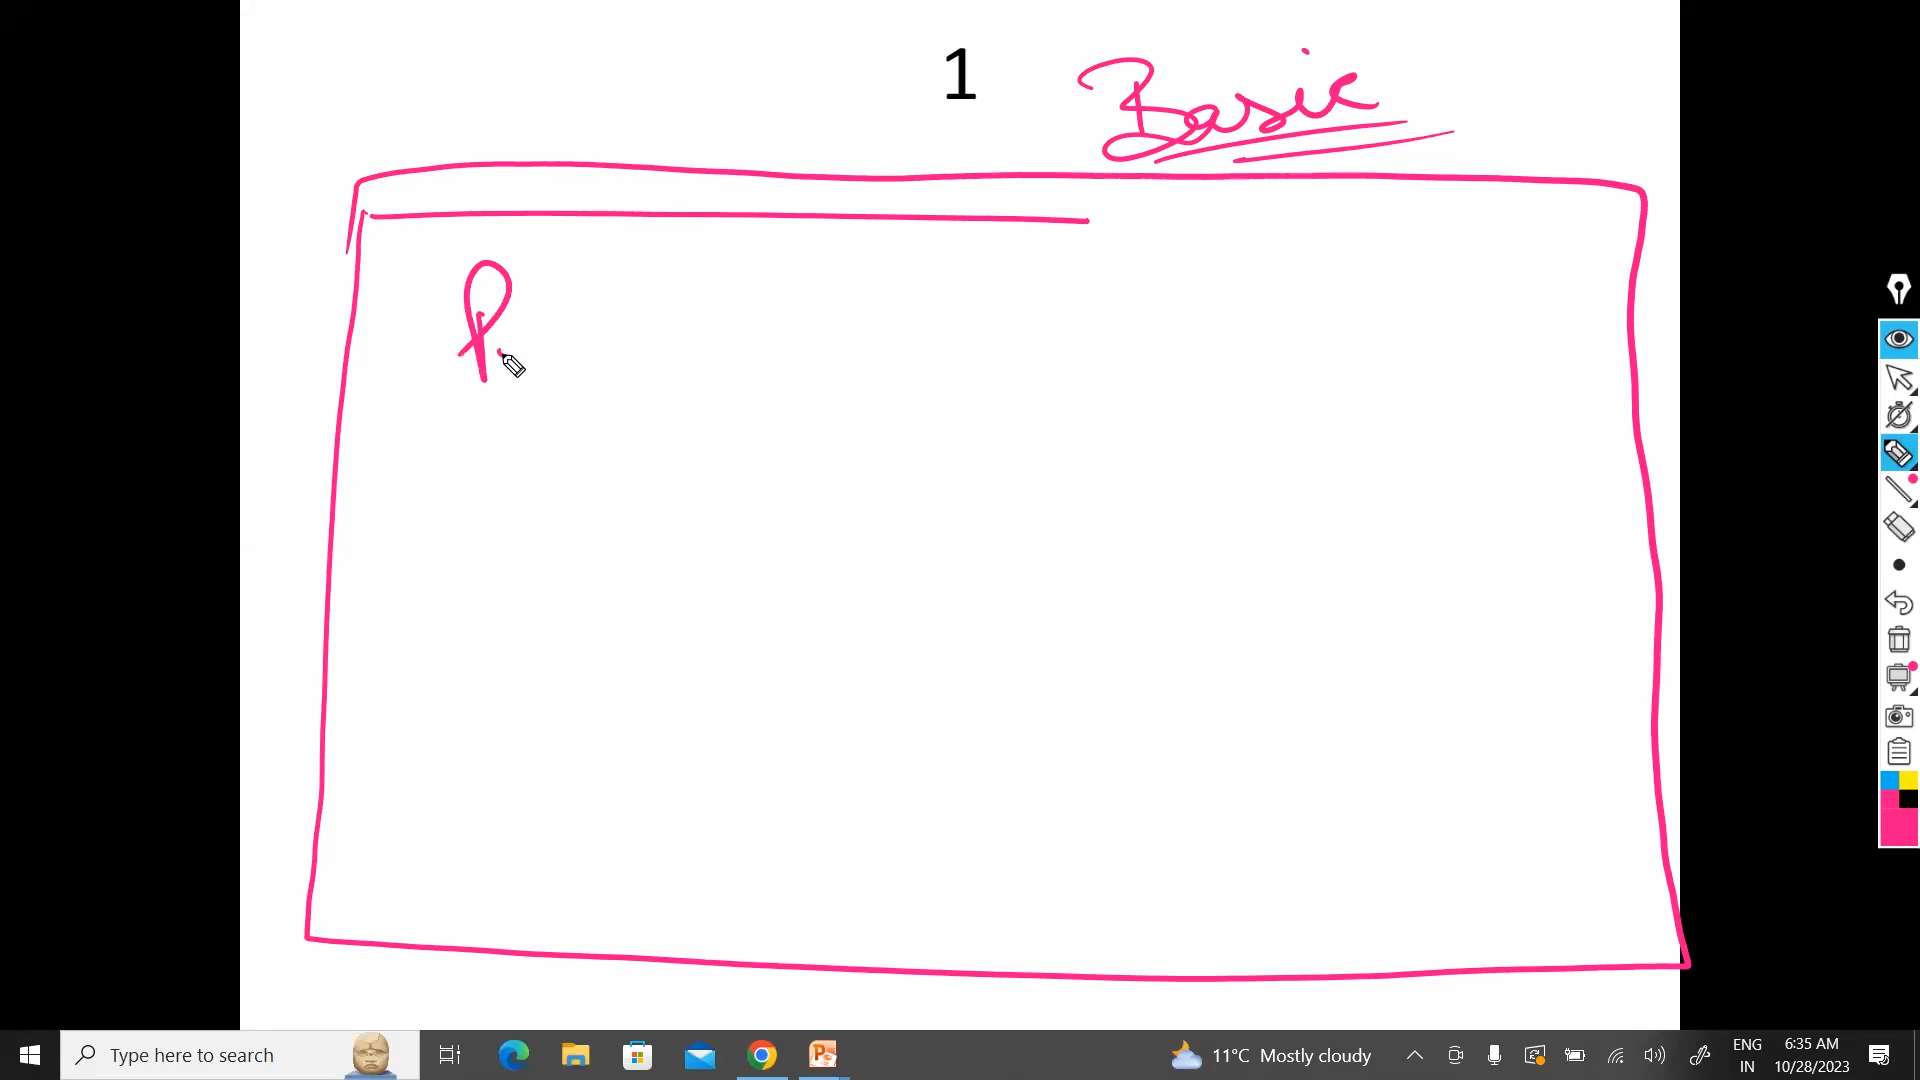 1 Basic
P
Type here to search
11°C Mostly cloudy
ENG
IN
6:35 AM
10/28/2023